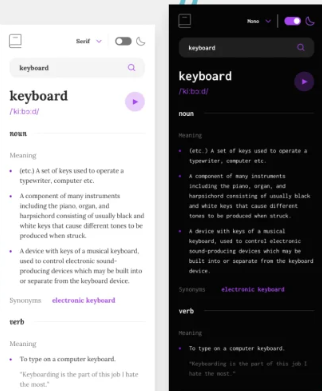 Serif
keyboard
keyboard
/ˈkiːbɔːd/
noun
Meaning
(etc.) A set of keys used to operate a
typewriter, computer etc.
A component of many instruments
including the piano, organ, and
harpsichord consisting of usually black and
white keys that cause different tones to be
produced when struck.
A device with keys of a musical keyboard,
used to control electronic sound-
producing devices which may be built into
or separate from the keyboard device.
Synonyms electronic keyboard
verb
Meaning
To type on a computer keyboard.
"Keyboarding is the part of this job I hate
the most."
Mono
keyboard
keyboard
/ˈkiːbɔːd/
noun
Meaning
(etc.) A set of keys used to operate a
typewriter, computer etc.
A component of many instruments
including the piano, organ, and
harpsichord consisting of usually black
and white keys that cause different
tones to be produced when struck.
A device with keys of a musical
keyboard, used to control electronic
sound-producing devices which may be
built into or separate from the keyboard
device.
Synonyms electronic keyboard
verb
Meaning
To type on a computer keyboard.
"Keyboarding is the part of this job I
hate the most."